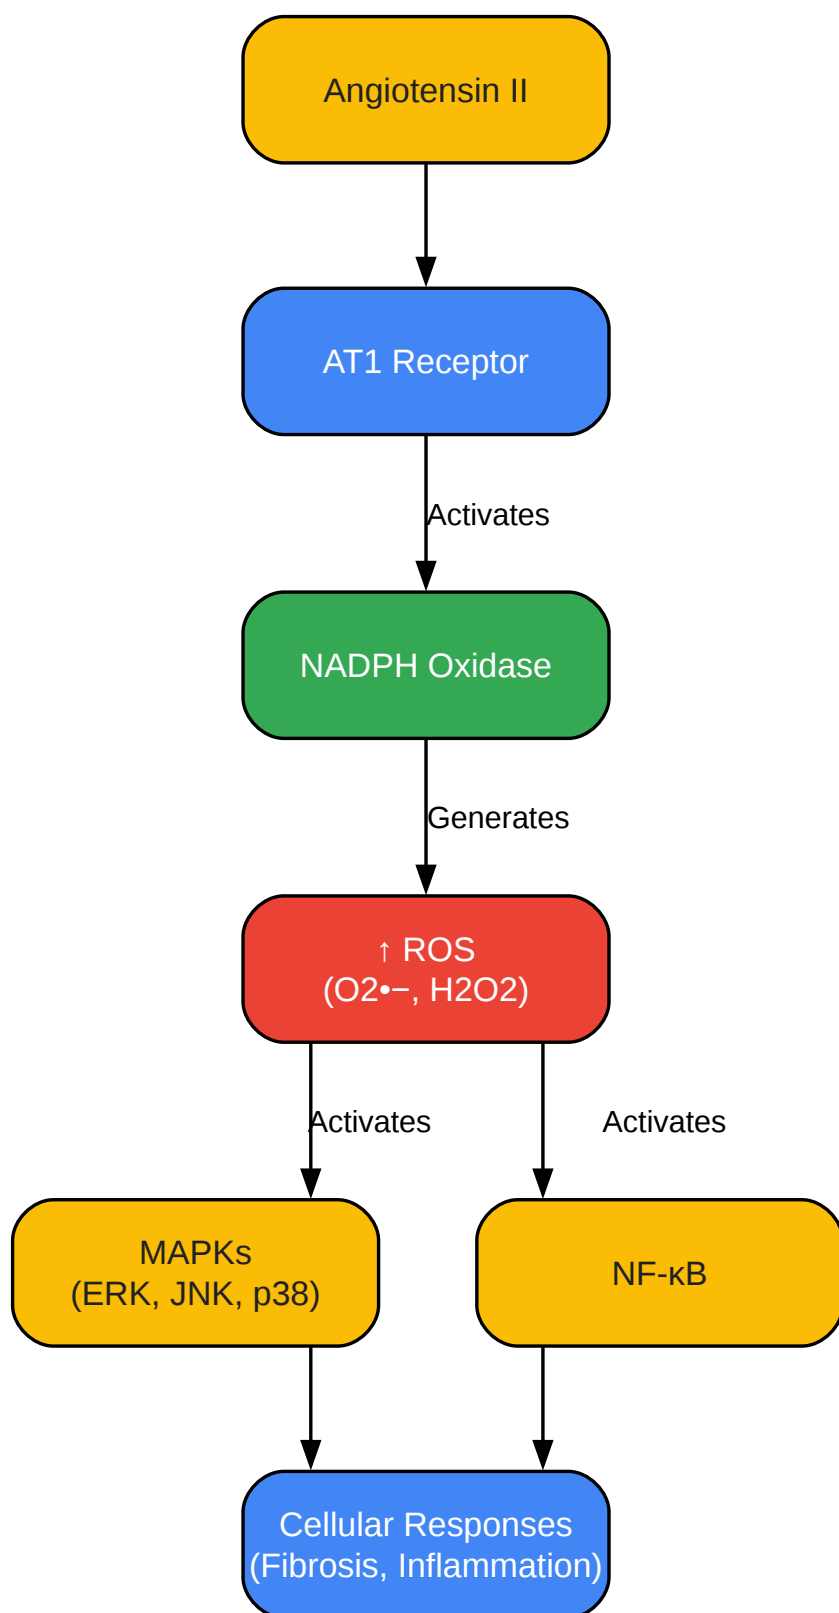 Angiotensin II
AT1 Receptor
Activates
NADPH Oxidase
Generates
↑ ROS
(O2•−, H2O2)
Activates
Activates
MAPKs
(ERK, JNK, p38)
NF-κB
Cellular Responses
(Fibrosis, Inflammation)